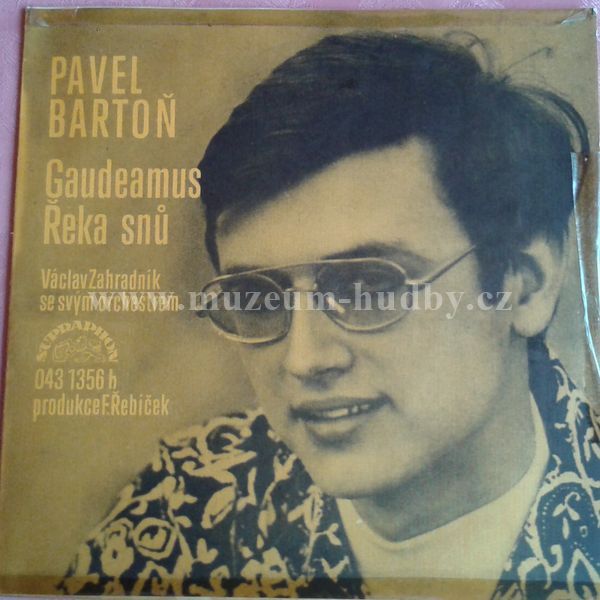 PAVEL
BARTOŇ
Gaudeamus
Řeka snů
Václav Zahradník
se svým orchestrem
www.muzeum-hudby.cz
SUPRAPHON
043 1356 h
produkce F. Řebíček